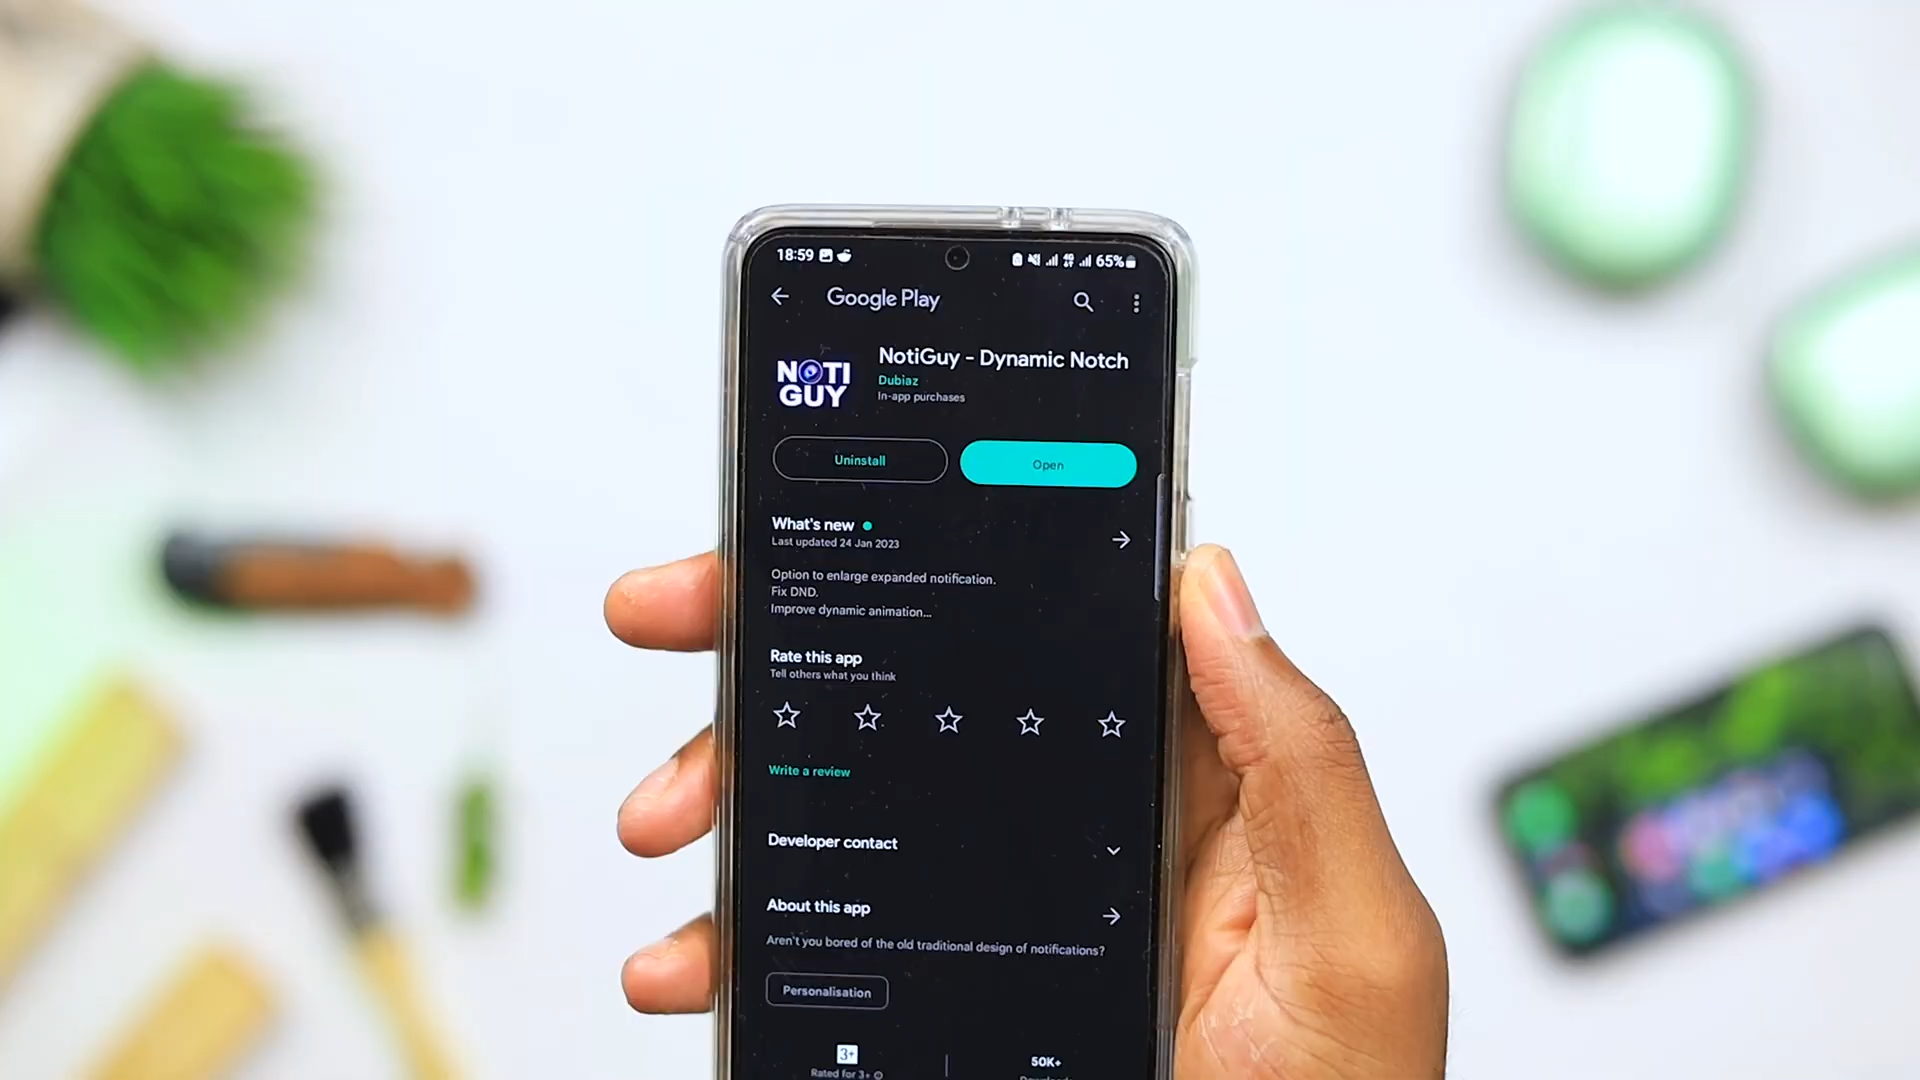 18:59
65%
Google Play
NOTI
GUY
NotiGuy - Dynamic Notch
Dubiaz
In-app purchases
Uninstall
Open
What's new
Last updated 24 Jan 2023
Option to enlarge expanded notification.
Fix DND.
Improve dynamic animation...
Rate this app
Tell others what you think
Write a review
Developer contact
About this app
Aren't you bored of the old traditional design of notifications?
Personalisation
3+
Rated for 3+
50K+